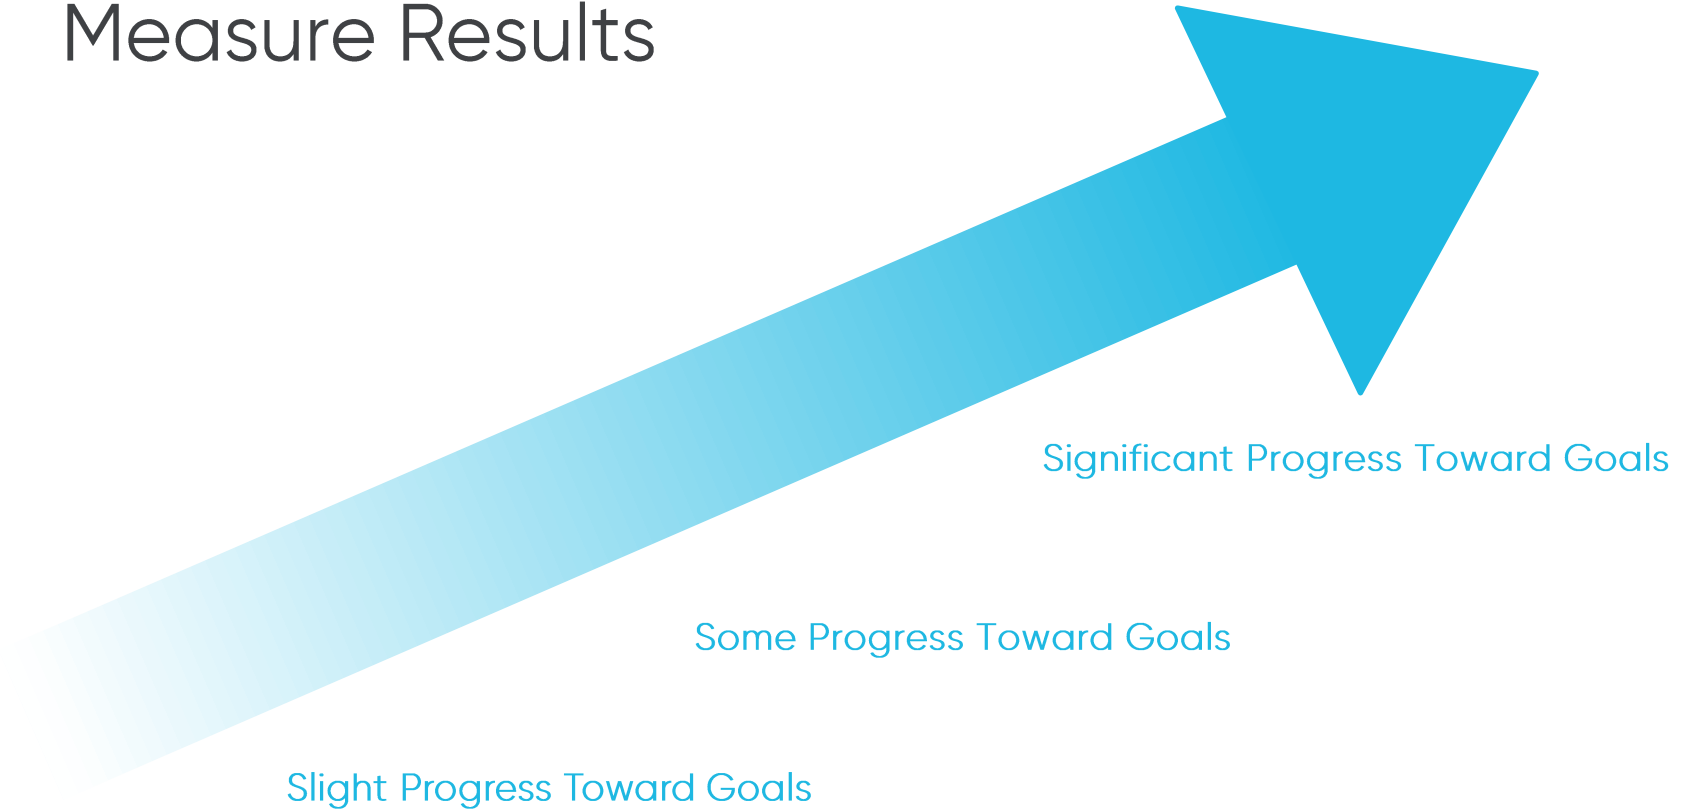 Measure Results
Significant Progress Toward Goals
Some Progress Toward Goals
Slight Progress Toward Goals